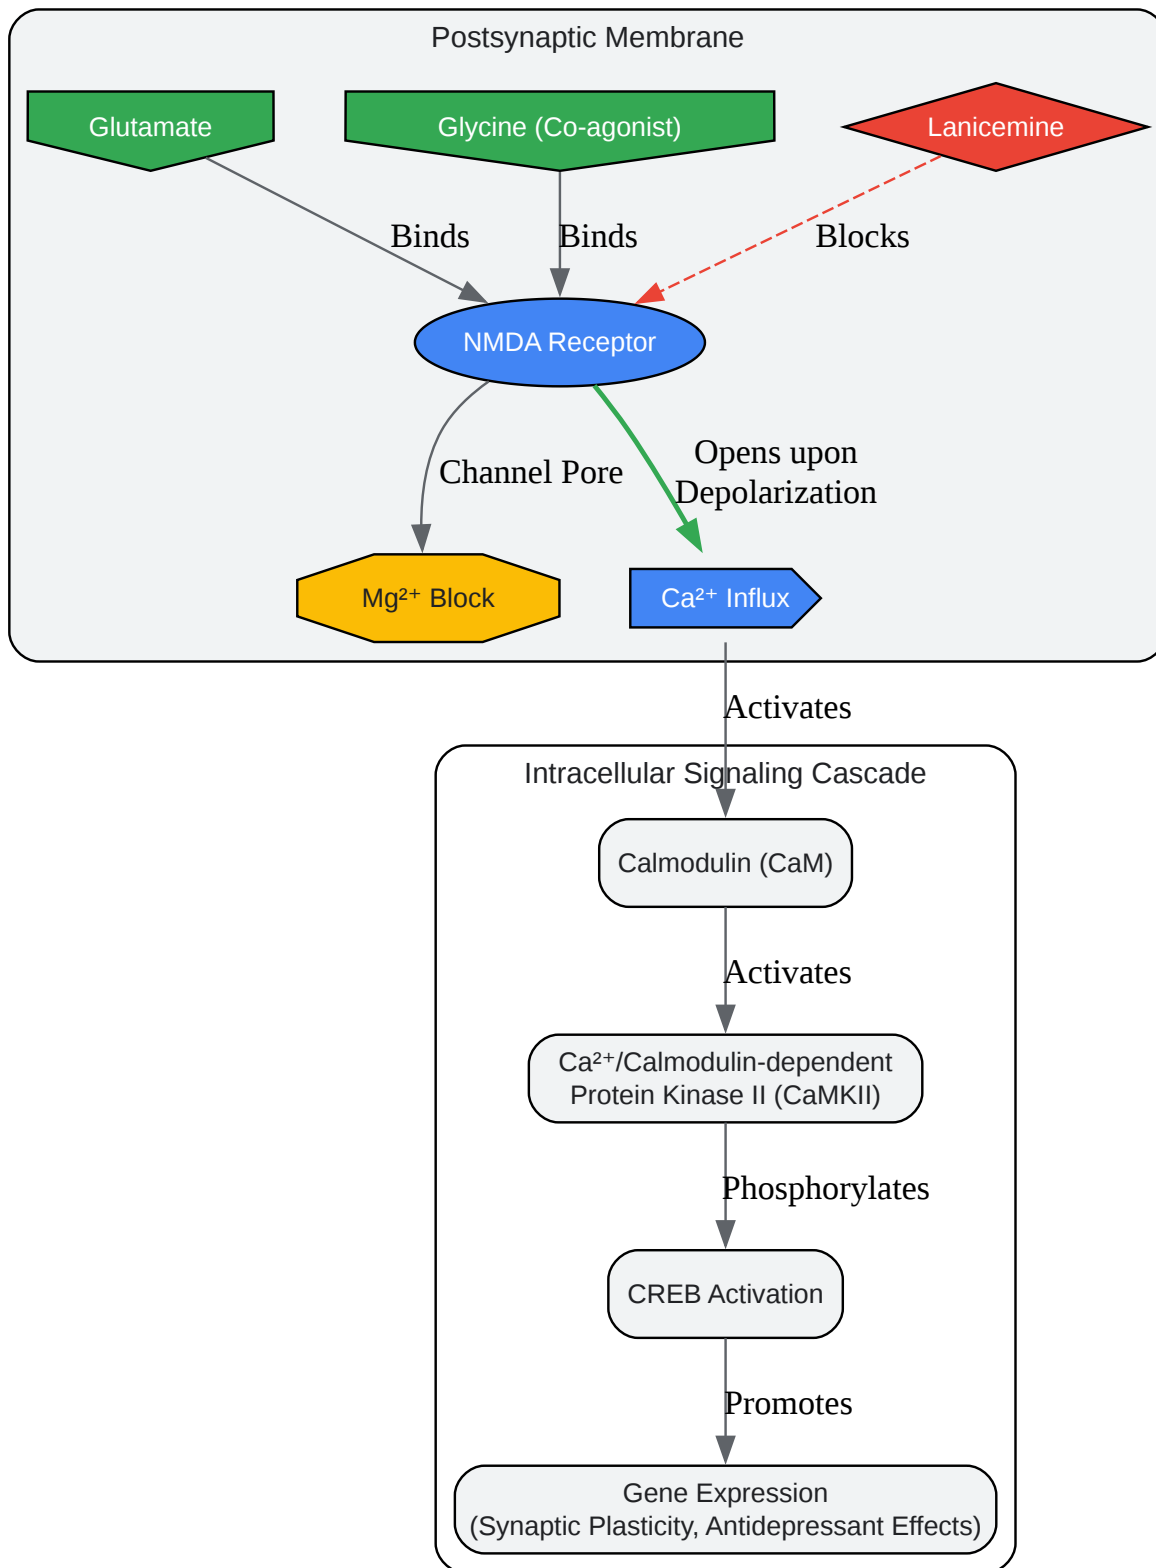 Postsynaptic Membrane
Glutamate
Glycine (Co-agonist)
Lanicemine
Binds
Binds
Blocks
NMDA Receptor
Channel Pore
Opens upon
Depolarization
Mg²⁺ Block
Ca²⁺ Influx
Activates
Intracellular Signaling Cascade
Calmodulin (CaM)
Activates
Ca²⁺/Calmodulin-dependent
Protein Kinase II (CaMKII)
Phosphorylates
CREB Activation
Promotes
Gene Expression
(Synaptic Plasticity, Antidepressant Effects)